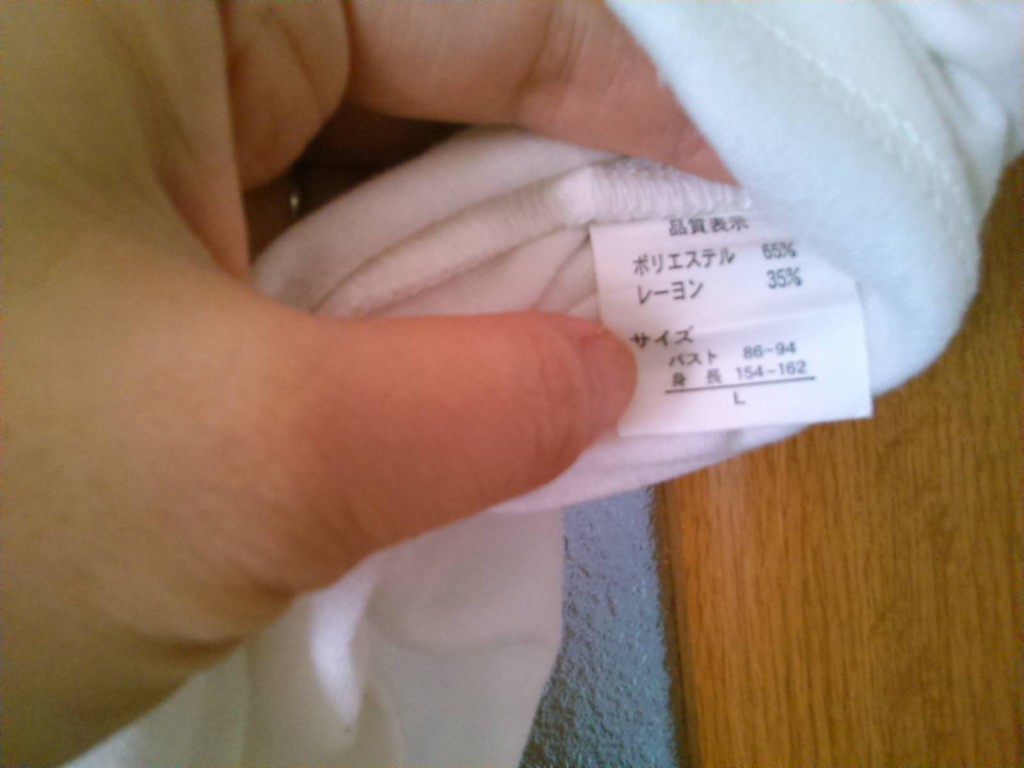 品質表示
ポリエステル 65%
レーヨン 35%
サイズ
バスト 86-94
身長 154-162
L